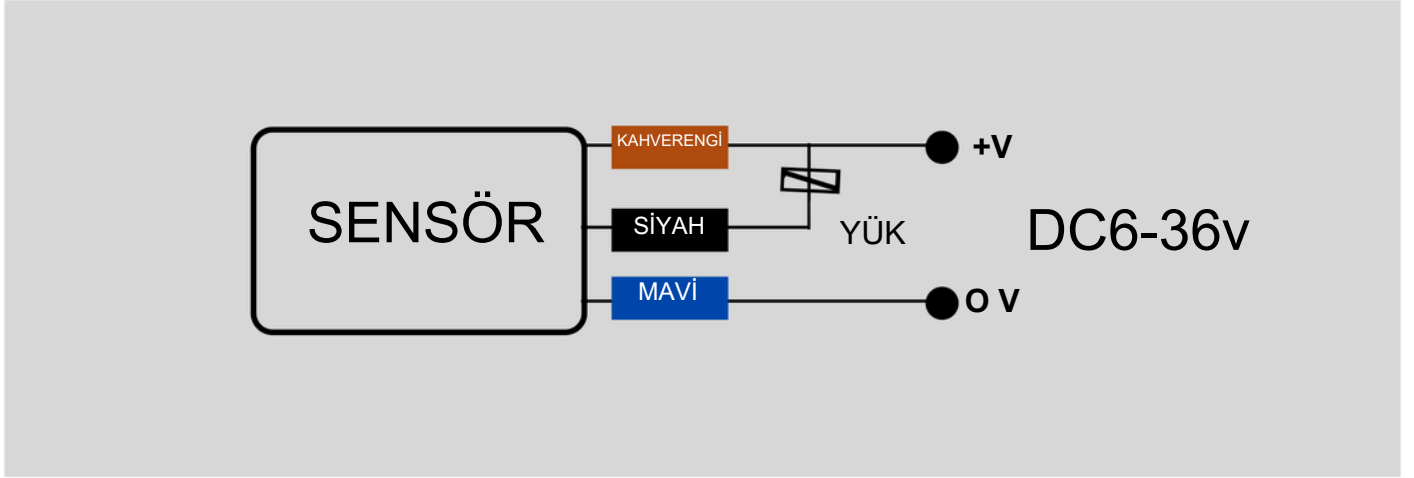 KAHVERENGİ
+V
SENSÖR
SİYAH
YÜK
DC6-36v
MAVİ
O V